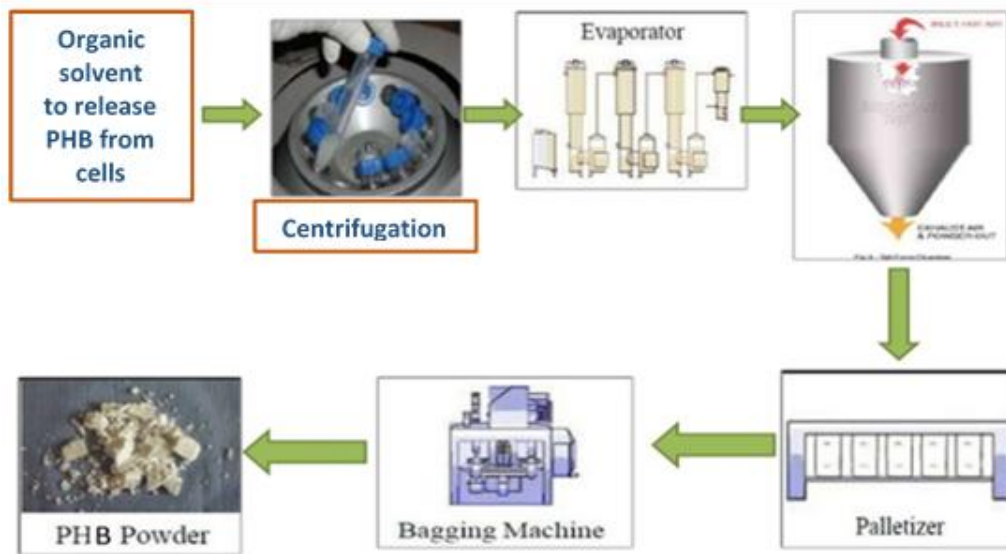 Organic
solvent
to release
PHB from
cells
Centrifugation
Evaporator
EXHAUST AIR
& POWDER OUT
Palletizer
Bagging Machine
PHB Powder